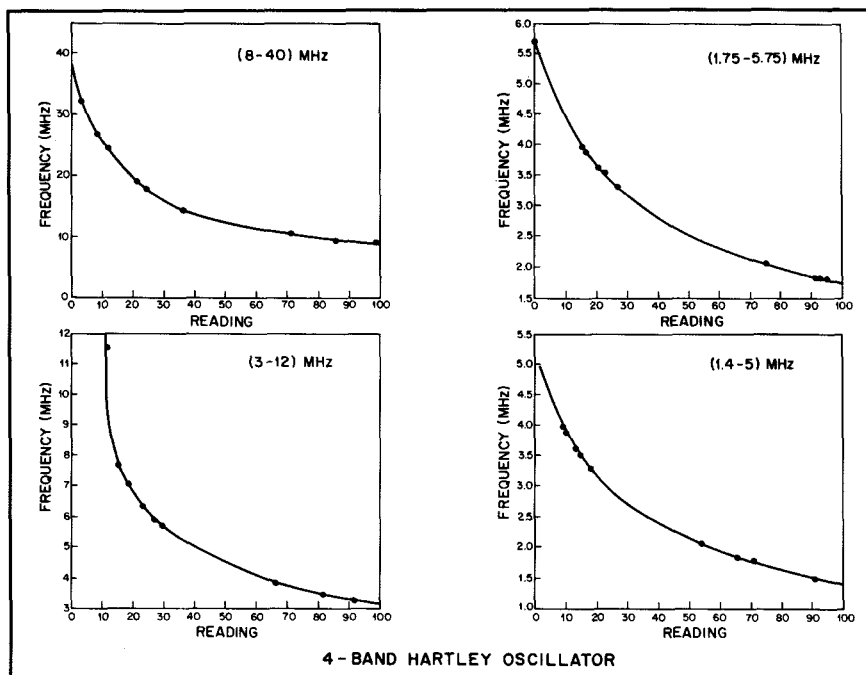 (8-40) MHz
FREQUENCY (MHz)
40
30
20
10
0
0 10 20 30 40 50 60 70 80 90 100
READING
(1.75-5.75) MHz
FREQUENCY (MHz)
6.0
5.5
5.0
4.5
4.0
3.5
3.0
2.5
2.0
1.5
0 10 20 30 40 50 60 70 80 90 100
READING
(3-12) MHz
FREQUENCY (MHz)
12
11
10
9
8
7
6
5
4
3
0 10 20 30 40 50 60 70 80 90 100
READING
(1.4-5) MHz
FREQUENCY (MHz)
5.5
5.0
4.5
4.0
3.5
3.0
2.5
2.0
1.5
1.0
0 10 20 30 40 50 60 70 80 90 100
READING
4-BAND HARTLEY OSCILLATOR